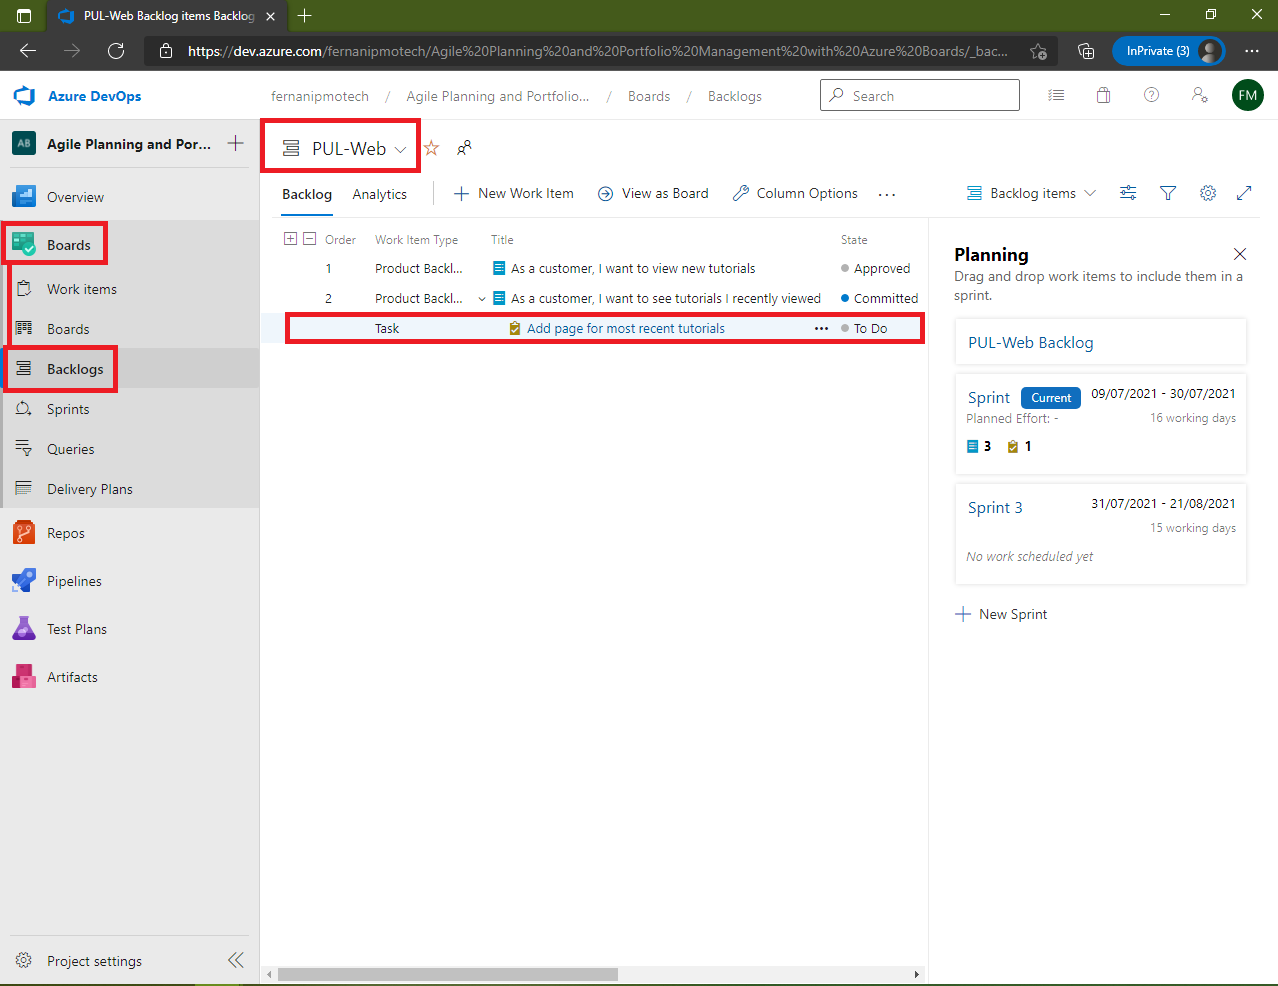 PUL-Web Backlog items Backlog
https://dev.azure.com/fernanipmotech/Agile%20Planning%20and%20Portfolio%20Management%20with%20Azure%20Boards/_bac...
InPrivate (3)
Azure DevOps
fernanipmotech / Agile Planning and Portfolio... / Boards / Backlogs
Search
FM
AB
Agile Planning and Por...
PUL-Web
Overview
Boards
Work items
Boards
Backlogs
Sprints
Queries
Delivery Plans
Repos
Pipelines
Test Plans
Artifacts
Project settings
Backlog
Analytics
New Work Item
View as Board
Column Options
Backlog items
Order Work Item Type Title State
1 Product Backl... As a customer, I want to view new tutorials Approved
2 Product Backl... As a customer, I want to see tutorials I recently viewed Committed
Task Add page for most recent tutorials ... To Do
Planning
Drag and drop work items to include them in a
sprint.
PUL-Web Backlog
Sprint Current 09/07/2021 - 30/07/2021
Planned Effort: - 16 working days
3 1
Sprint 3 31/07/2021 - 21/08/2021
15 working days
No work scheduled yet
New Sprint